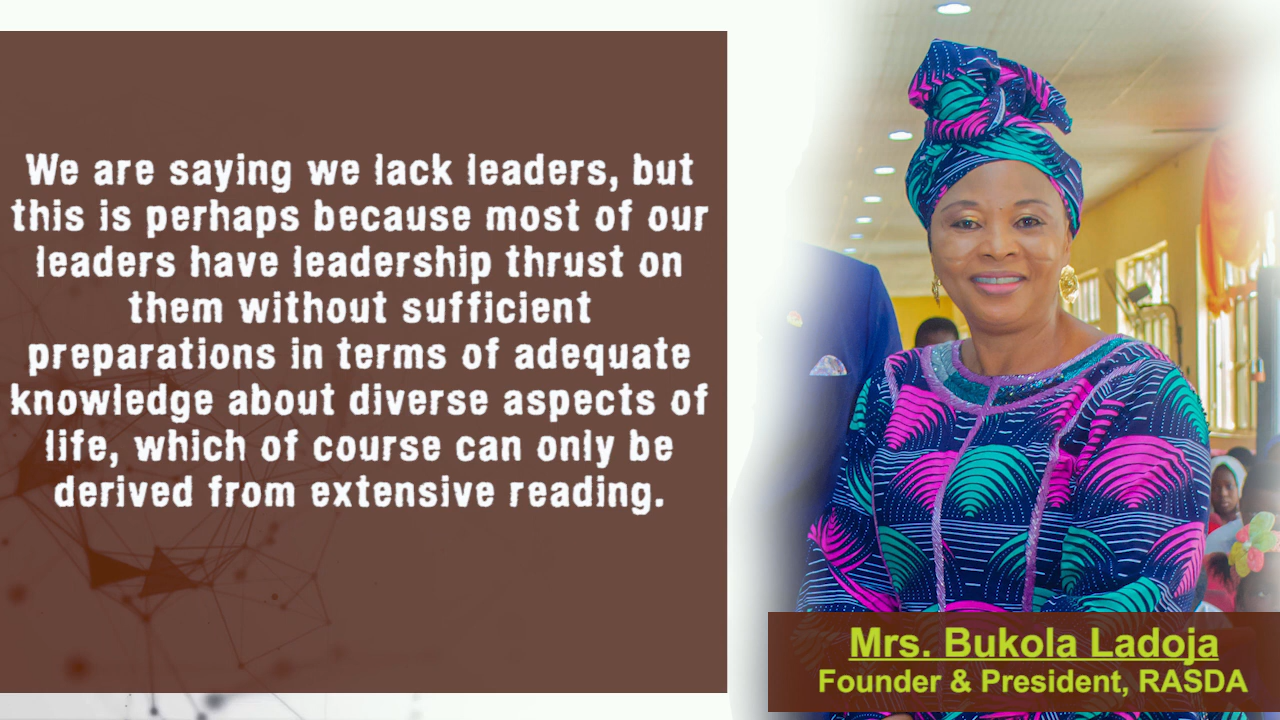 We are saying we lack leaders, but
this is perhaps because most of our
leaders have leadership thrust on
them without sufficient
preparations in terms of adequate
knowledge about diverse aspects of
life, which of course can only be
derived from extensive reading.
Mrs. Bukola Ladoja
Founder & President, RASDA